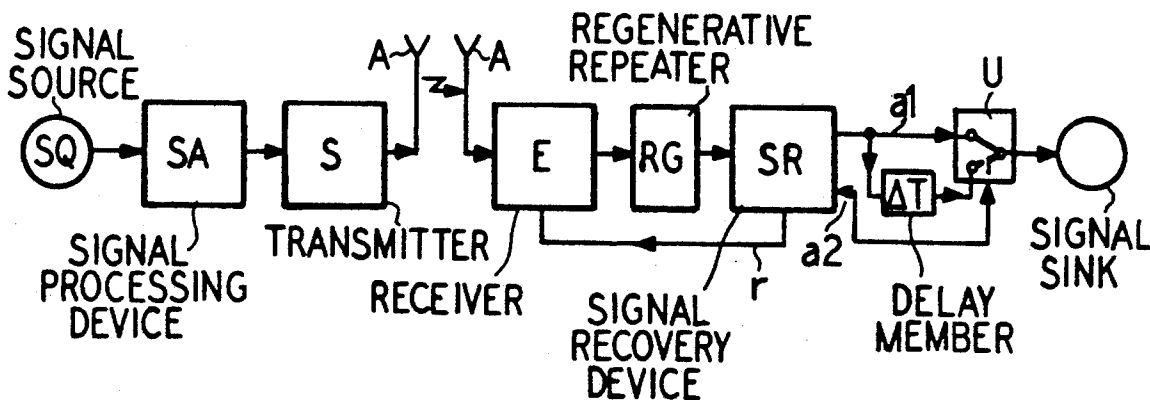 SIGNAL
SOURCE
SQ
SA
SIGNAL
PROCESSING
DEVICE
S
TRANSMITTER
A
A
z
E
RECEIVER
REGENERATIVE
REPEATER
RG
SR
SIGNAL
RECOVERY
DEVICE
r
a1
a2
ΔT
DELAY
MEMBER
U
SIGNAL
SINK